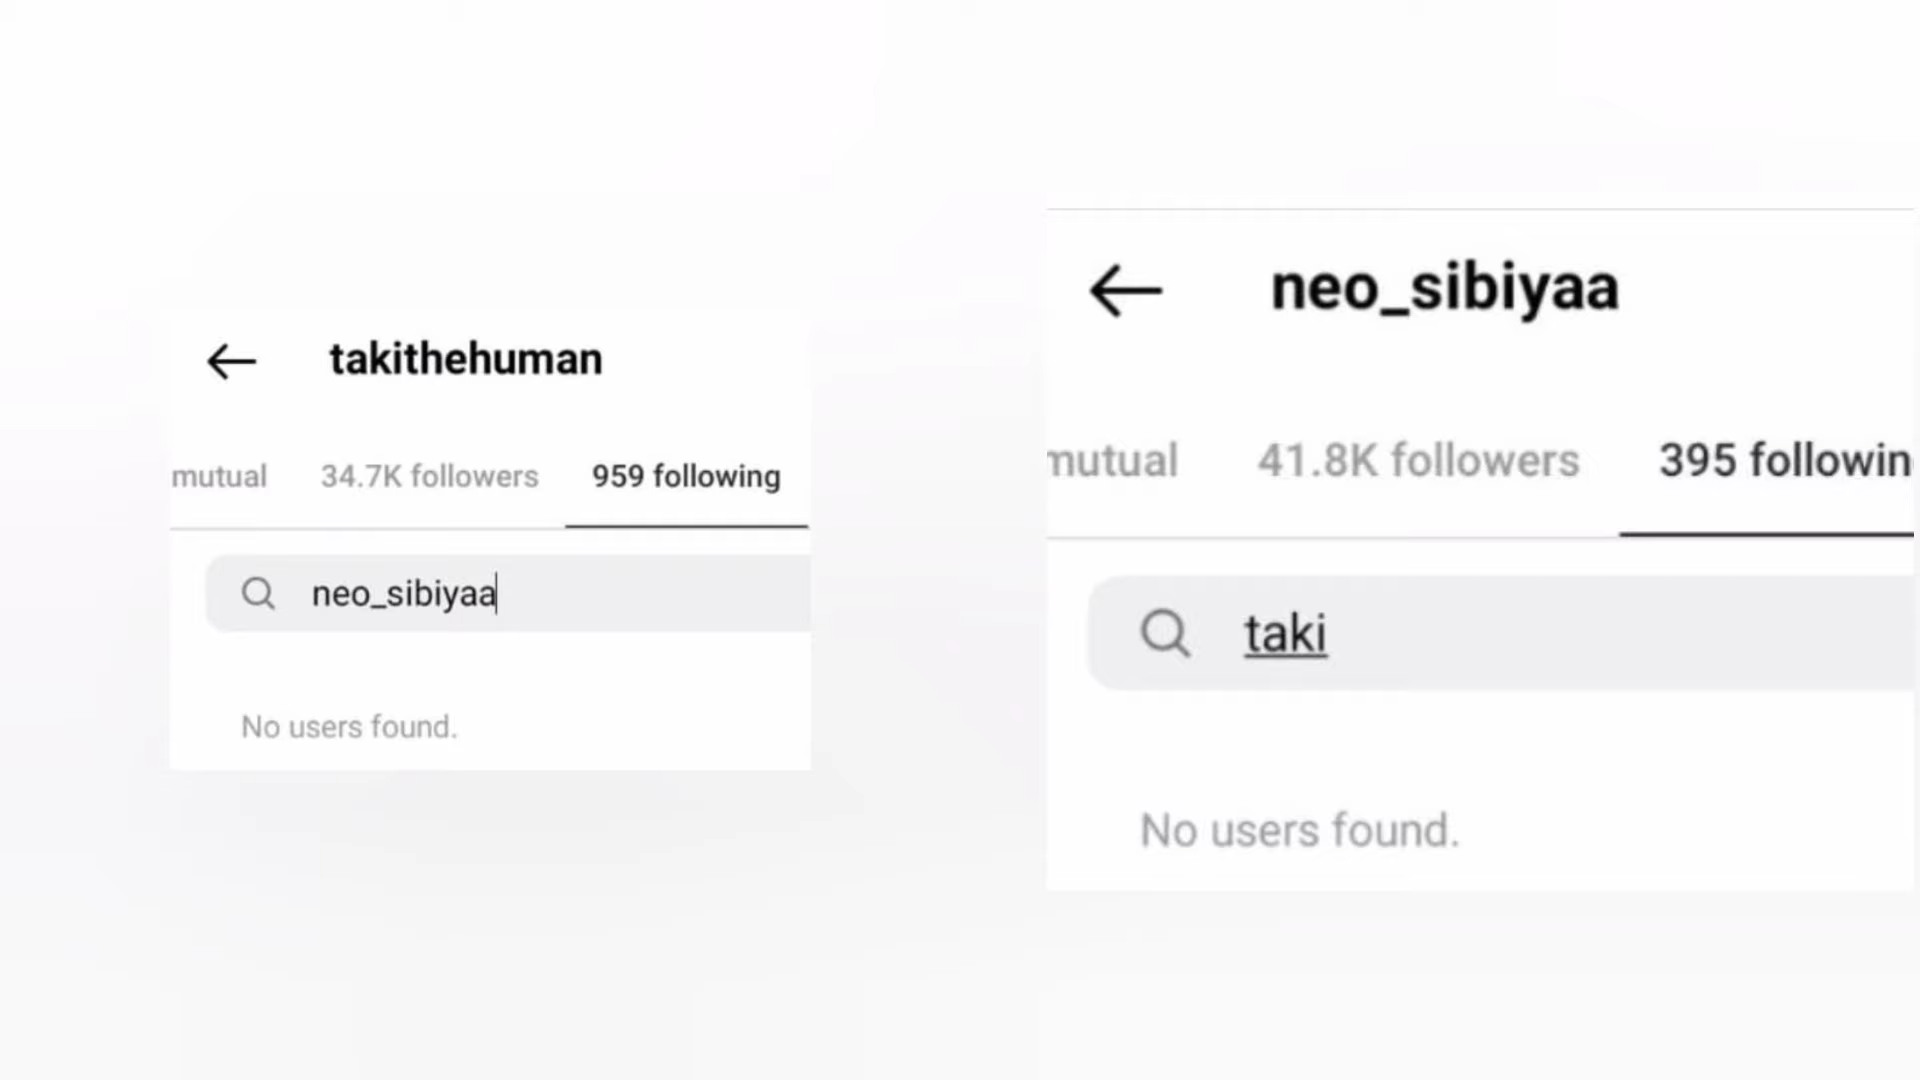 takithehuman
mutual 34.7K followers 959 following
neo_sibiyaa
No users found.
neo_sibiyaa
mutual 41.8K followers 395 followin
taki
No users found.